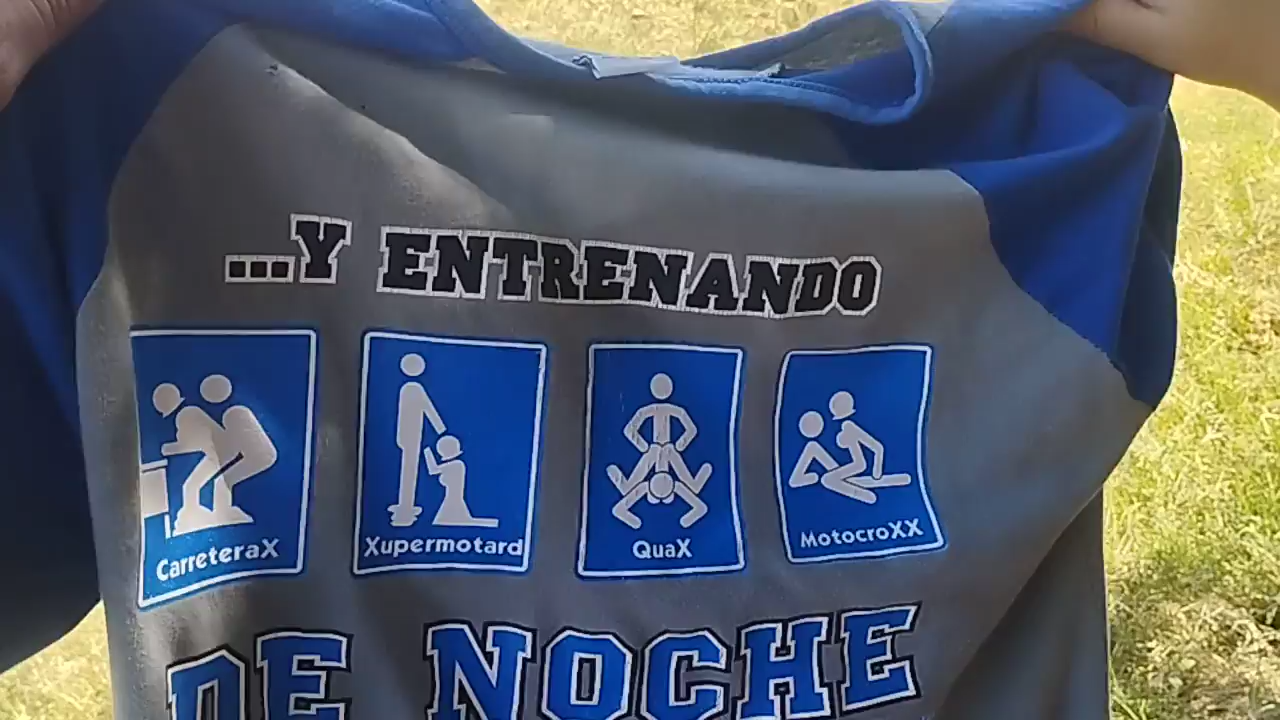 ...Y ENTRENANDO
CarreteraX
Xupermotard
QuaX
MotocroXX
DE NOCHE